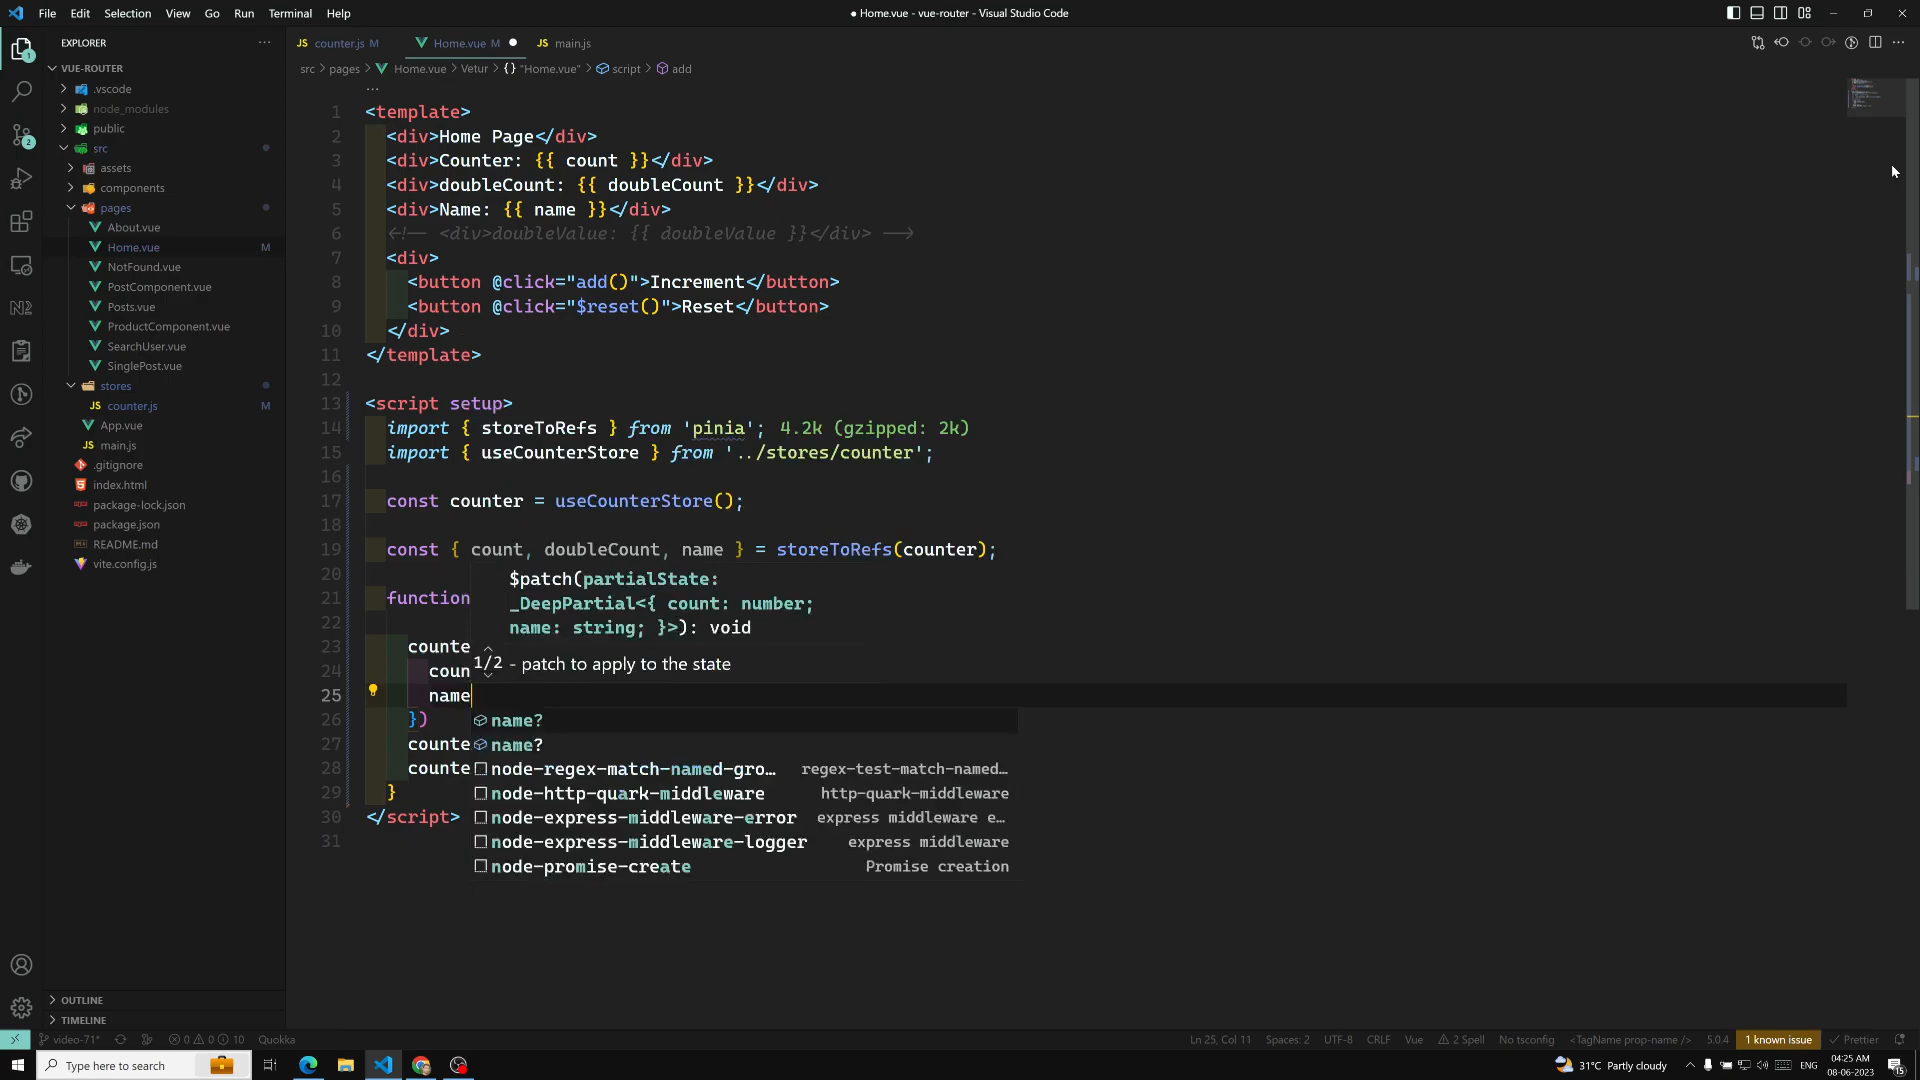 File Edit Selection View Go Run Terminal Help
● Home.vue - vue-router - Visual Studio Code
EXPLORER
VUE-ROUTER
.vscode
node_modules
public
src
assets
components
pages
About.vue
Home.vue M
NotFound.vue
PostComponent.vue
Posts.vue
ProductComponent.vue
SearchUser.vue
SinglePost.vue
stores
JS counter.js M
App.vue
JS main.js
.gitignore
index.html
package-lock.json
package.json
README.md
vite.config.js
OUTLINE
TIMELINE
JS counter.js M
Home.vue M
JS main.js
src > pages > Home.vue > Vetur > {} "Home.vue" > script > add
1 <template>
2 <div>Home Page</div>
3 <div>Counter: {{ count }}</div>
4 <div>doubleCount: {{ doubleCount }}</div>
5 <div>Name: {{ name }}</div>
6 <!-- <div>doubleValue: {{ doubleValue }}</div> -->
7 <div>
8 <button @click="add()">Increment</button>
9 <button @click="$reset()">Reset</button>
10 </div>
11 </template>
12
13 <script setup>
14 import { storeToRefs } from 'pinia'; 4.2k (gzipped: 2k)
15 import { useCounterStore } from '../stores/counter';
16
17 const counter = useCounterStore();
18
19 const { count, doubleCount, name } = storeToRefs(counter);
20
21 function
22
23 counte
24 coun
25 name
26 })
27 counte
28 counte
29 }
30 </script>
31
$patch(partialState:
_DeepPartial<{ count: number;
name: string; }>): void
1/2 - patch to apply to the state
name?
name?
node-regex-match-named-gro… regex-test-match-named…
node-http-quark-middleware http-quark-middleware
node-express-middleware-error express middleware e…
node-express-middleware-logger express middleware
node-promise-create Promise creation
video-71* 0 0 10 Quokka
Ln 25, Col 11 Spaces: 2 UTF-8 CRLF Vue 2 Spell No tsconfig <TagName prop-name /> 5.0.4 1 known issue Prettier
Type here to search
31°C Partly cloudy ENG
04:25 AM
08-06-2023
15